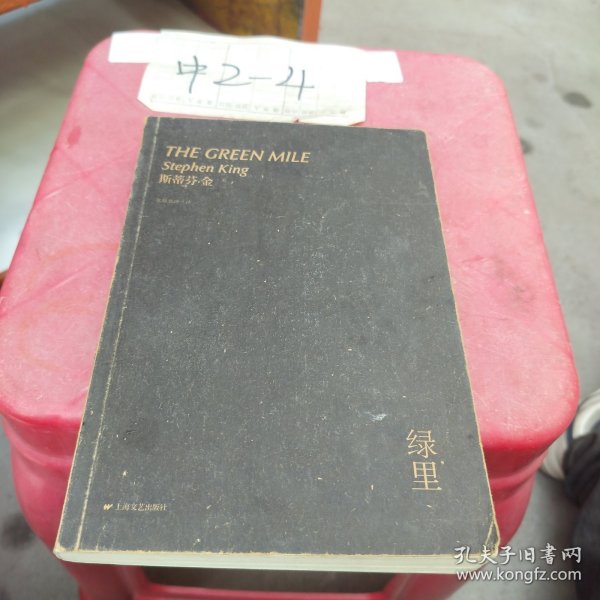 中2-4
THE GREEN MILE
Stephen King
斯蒂芬·金
绿里
上海文艺出版社
孔夫子旧书网
www.kongfz.com